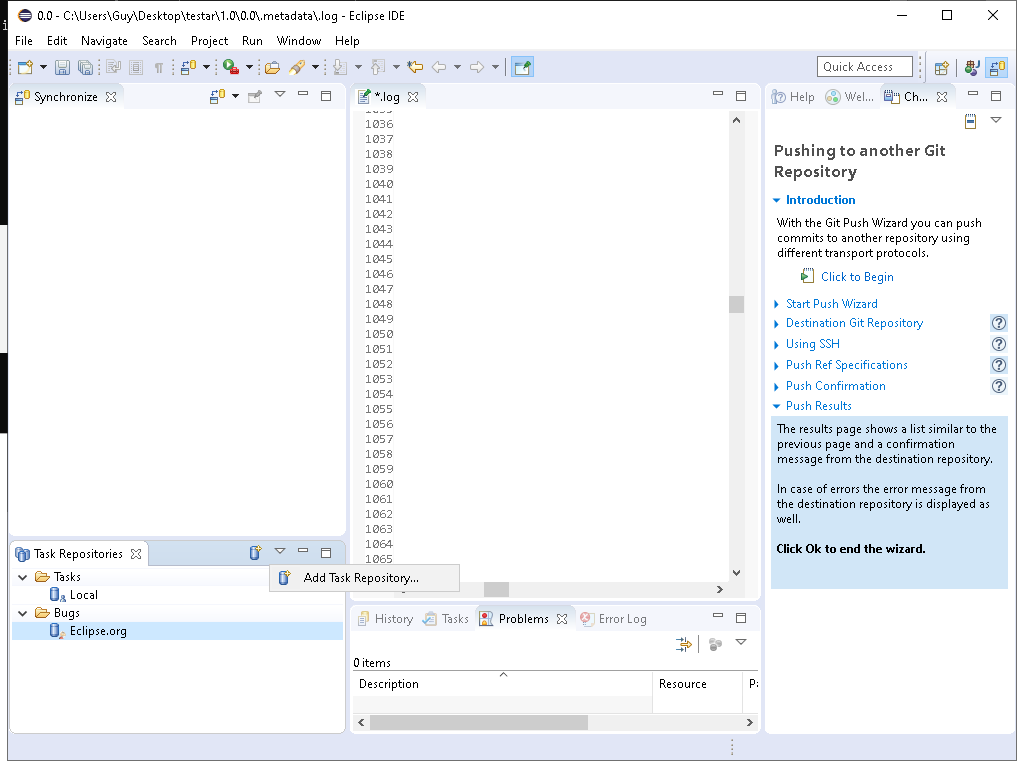 0.0 - C:\Users\Guy\Desktop\testar\1.0\0.0\.metadata\.log - Eclipse IDE
File Edit Navigate Search Project Run Window Help
Quick Access
Synchronize
*.log
1036
1037
1038
1039
1040
1041
1042
1043
1044
1045
1046
1047
1048
1049
1050
1051
1052
1053
1054
1055
1056
1057
1058
1059
1060
1061
1062
1063
1064
1065
Help Wel... Ch...
Pushing to another Git
Repository
Introduction
With the Git Push Wizard you can push
commits to another repository using
different transport protocols.
Click to Begin
Start Push Wizard
Destination Git Repository
Using SSH
Push Ref Specifications
Push Confirmation
Push Results
The results page shows a list similar to the
previous page and a confirmation
message from the destination repository.
In case of errors the error message from
the destination repository is displayed as
well.
Click Ok to end the wizard.
Task Repositories
Tasks
Local
Bugs
Eclipse.org
Add Task Repository...
History Tasks Problems Error Log
0 items
Description Resource